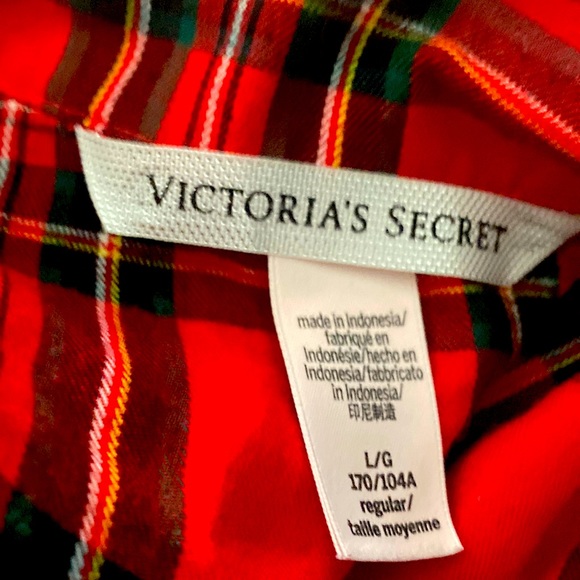 VICTORIA'S SECRET
made in Indonesia/
fabriqué en
Indonésie/hecho en
Indonesia/fabbricato
in Indonesia/
印尼制造
L/G
170/104A
regular/
taille moyenne